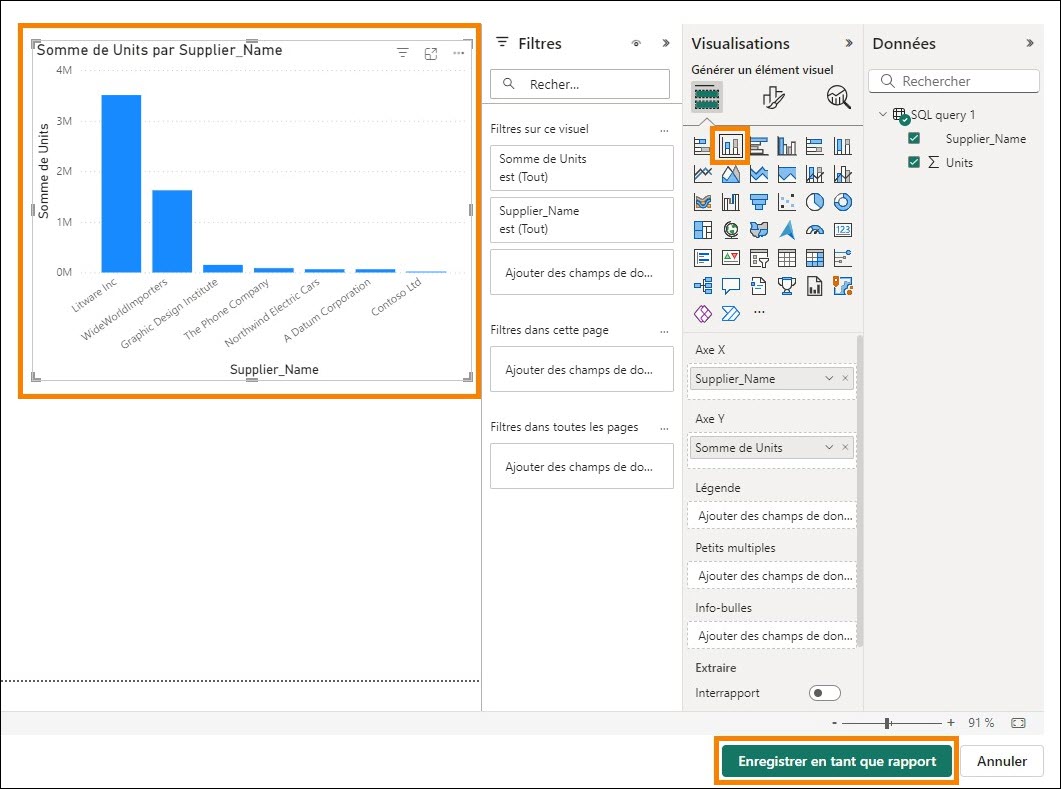 Somme de Units par Supplier_Name
4M
3M
2M
1M
0M
Somme de Units
Litware Inc
WideWorldImporters
Graphic Design Institute
The Phone Company
Northwind Electric Cars
A Datum Corporation
Contoso Ltd
Supplier_Name
Filtres
Recher...
Filtres sur ce visuel
Somme de Units
est (Tout)
Supplier_Name
est (Tout)
Ajouter des champs de do...
Filtres dans cette page
Ajouter des champs de do...
Filtres dans toutes les pages
Ajouter des champs de do...
Visualisations
Générer un élément visuel
123
Axe X
Supplier_Name
Axe Y
Somme de Units
Légende
Ajouter des champs de don...
Petits multiples
Ajouter des champs de don...
Info-bulles
Ajouter des champs de don...
Extraire
Interrapport
Données
Rechercher
SQL query 1
Supplier_Name
Σ Units
- + 91 %
Enregistrer en tant que rapport
Annuler